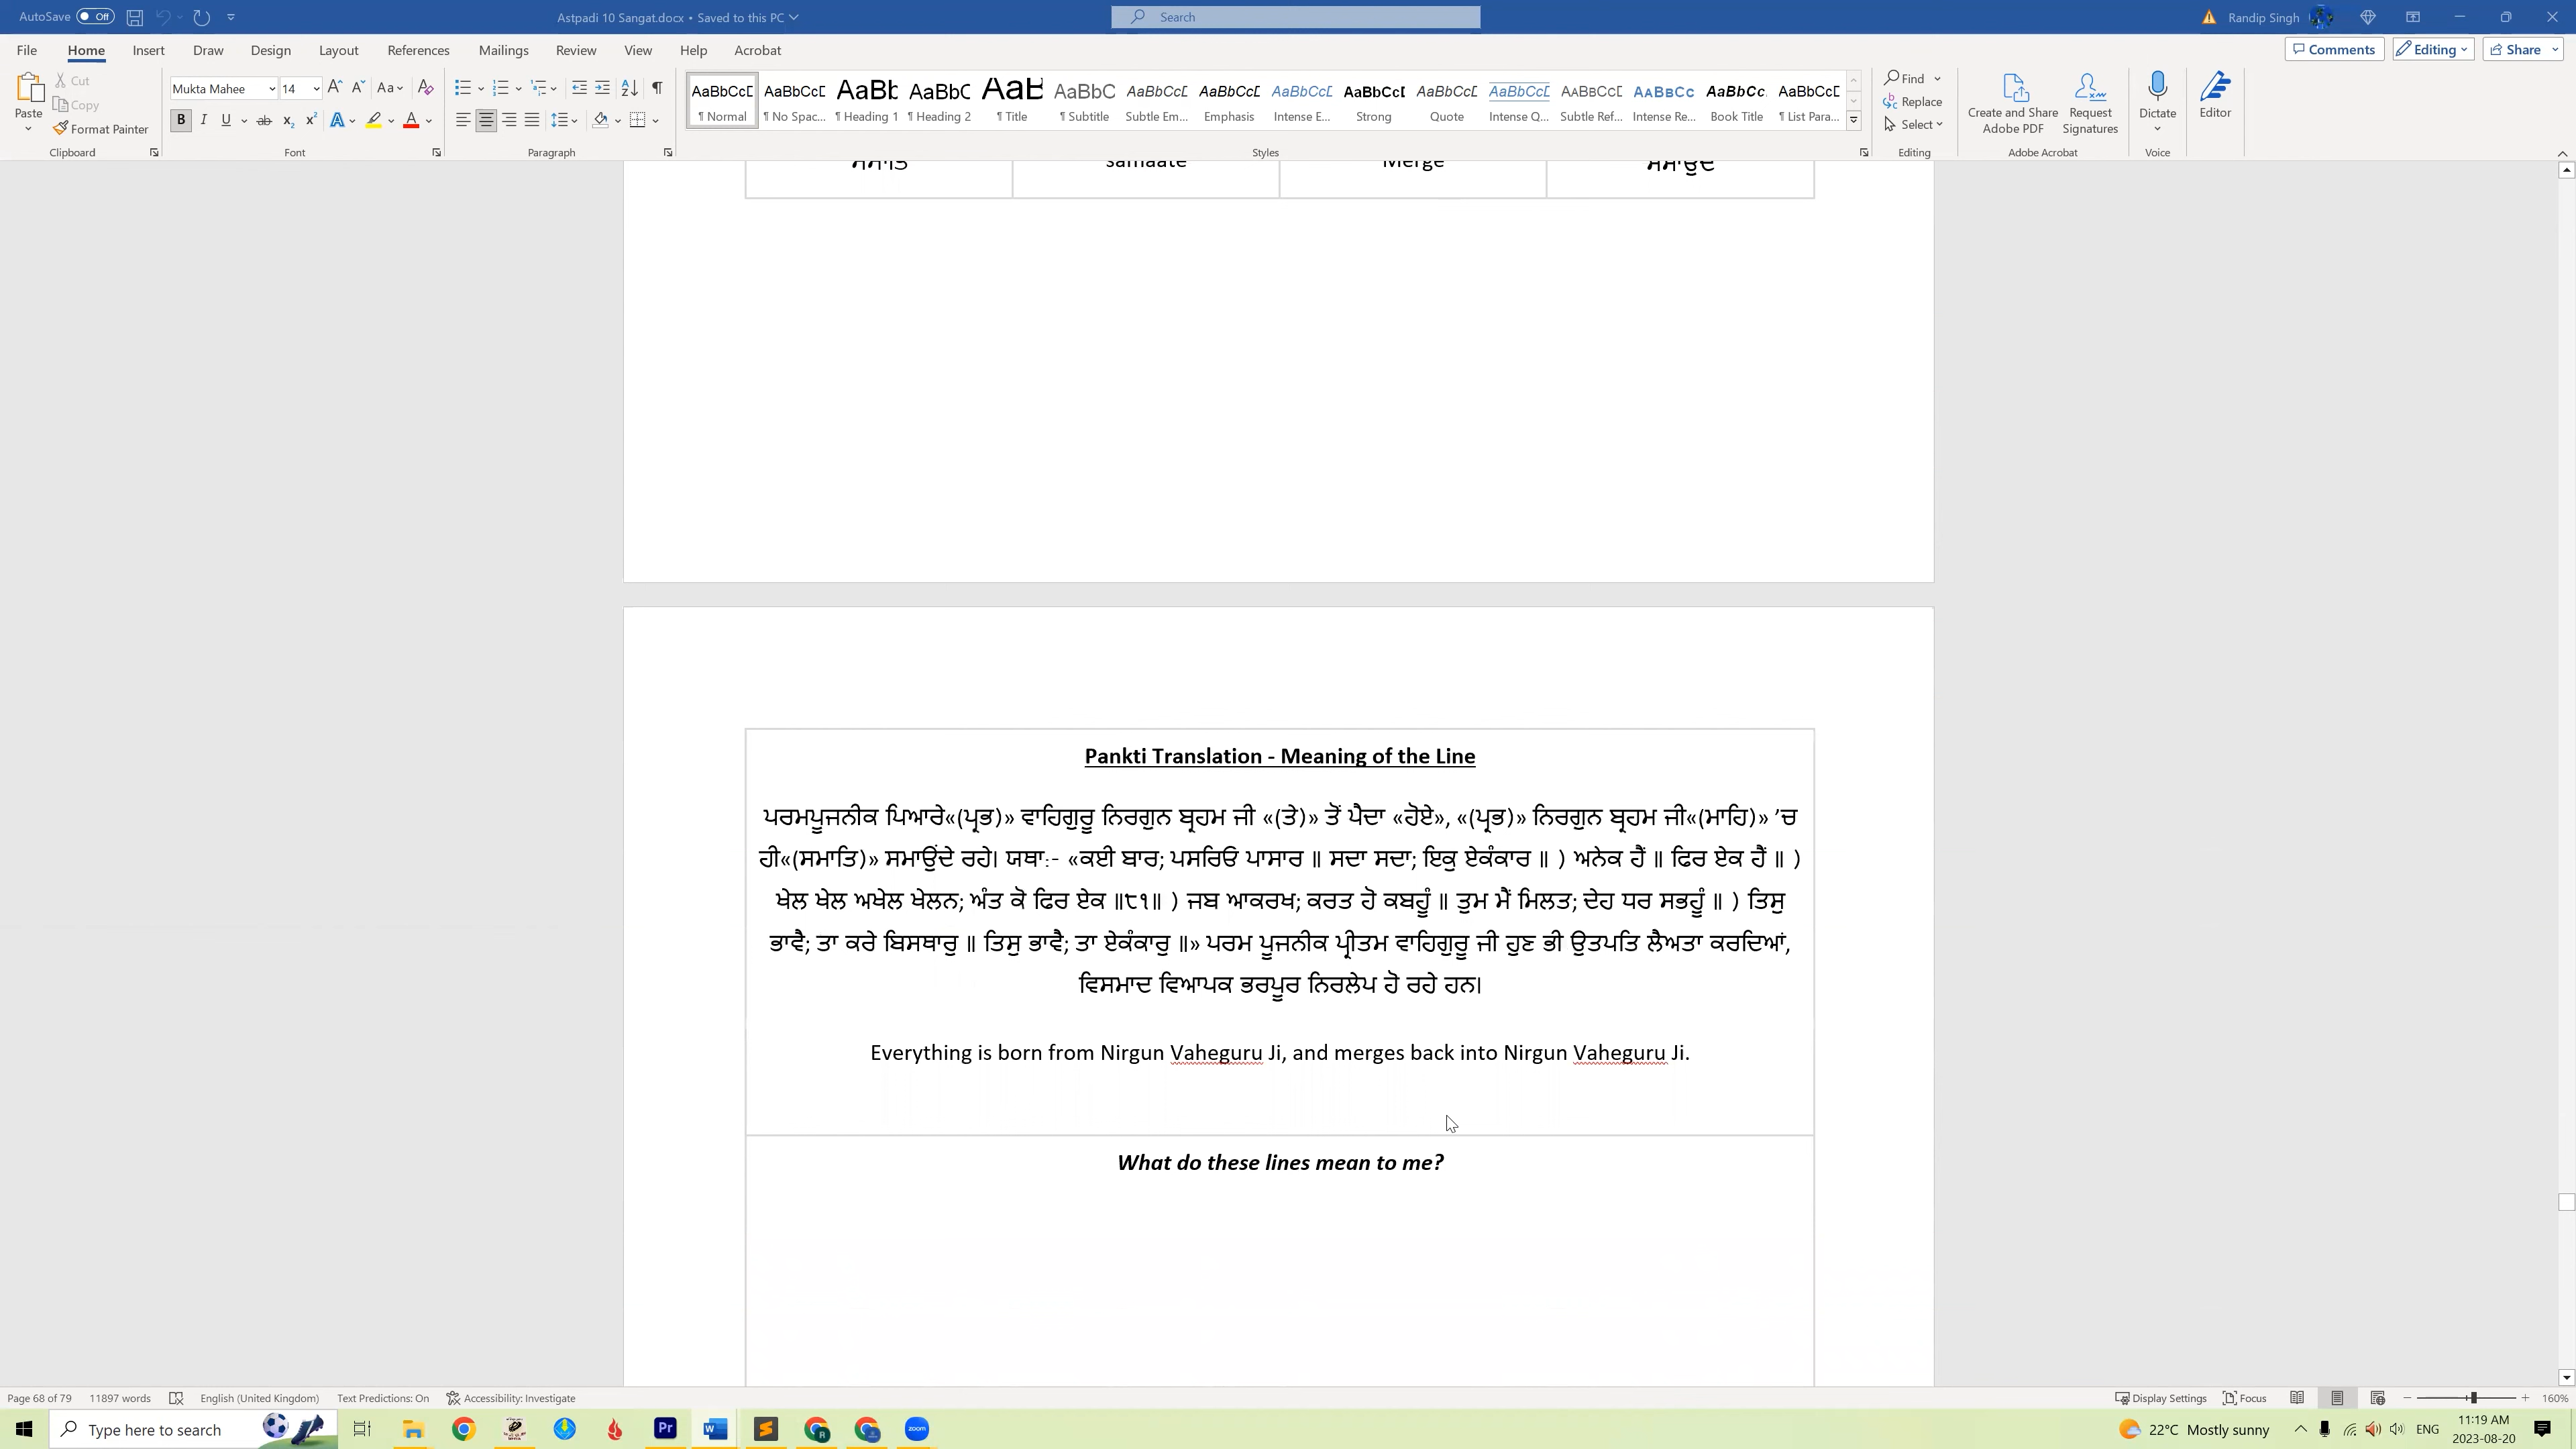 AutoSave Off
Astpadi 10 Sangat.docx • Saved to this PC
Search
Randip Singh
File Home Insert Draw Design Layout References Mailings Review View Help Acrobat
Comments Editing Share
Paste
Cut
Copy
Format Painter
Clipboard
Mukta Mahee 14
Font
Paragraph
AaBbCcD AaBbCcD AaBb AaBbC AaB AaBbC AaBbCcD AaBbCcD AaBbCcD AaBbCcD AaBbCcD AaBbCcD AaBbCcD AaBbCc AaBbCc AaBbCcD
¶ Normal ¶ No Spac... ¶ Heading 1 ¶ Heading 2 ¶ Title ¶ Subtitle Subtle Em... Emphasis Intense E... Strong Quote Intense Q... Subtle Ref... Intense Re... Book Title ¶ List Para...
Styles
Find
Replace
Select
Editing
Create and Share Adobe PDF
Request Signatures
Adobe Acrobat
Dictate
Voice
Editor
samaate Merge
Pankti Translation - Meaning of the Line
ਪਰਮਪੂਜਨੀਕ ਪਿਆਰੇ«(ਪ੍ਰਭ)» ਵਾਹਿਗੁਰੂ ਨਿਰਗੁਨ ਬ੍ਰਹਮ ਜੀ «(ਤੇ)» ਤੋਂ ਪੈਦਾ «ਹੋਏ», «(ਪ੍ਰਭ)» ਨਿਰਗੁਨ ਬ੍ਰਹਮ ਜੀ«(ਮਾਹਿ)» ’ਚ
ਹੀ«(ਸਮਾਤਿ)» ਸਮਾਉਂਦੇ ਰਹੇ। ਯਥਾ:- «ਕਈ ਬਾਰ; ਪਸਰਿਓ ਪਾਸਾਰ ॥ ਸਦਾ ਸਦਾ; ਇਕੁ ਏਕੰਕਾਰ ॥ ) ਅਨੇਕ ਹੈਂ ॥ ਫਿਰ ਏਕ ਹੈਂ ॥ )
ਖੇਲ ਖੇਲ ਅਖੇਲ ਖੇਲਨ; ਅੰਤ ਕੋ ਫਿਰ ਏਕ ॥੮੧॥ ) ਜਬ ਆਕਰਖ; ਕਰਤ ਹੋ ਕਬਹੂੰ ॥ ਤੁਮ ਮੈਂ ਮਿਲਤ; ਦੇਹ ਧਰ ਸਭਹੂੰ ॥ ) ਤਿਸੁ
ਭਾਵੈ; ਤਾ ਕਰੇ ਬਿਸਥਾਰੁ ॥ ਤਿਸੁ ਭਾਵੈ; ਤਾ ਏਕੰਕਾਰੁ ॥» ਪਰਮ ਪੂਜਨੀਕ ਪ੍ਰੀਤਮ ਵਾਹਿਗੁਰੂ ਜੀ ਹੁਣ ਭੀ ਉਤਪਤਿ ਲੈਅਤਾ ਕਰਦਿਆਂ,
ਵਿਸਮਾਦ ਵਿਆਪਕ ਭਰਪੂਰ ਨਿਰਲੇਪ ਹੋ ਰਹੇ ਹਨ।
Everything is born from Nirgun Vaheguru Ji, and merges back into Nirgun Vaheguru Ji.
What do these lines mean to me?
Page 68 of 79 11897 words English (United Kingdom) Text Predictions: On Accessibility: Investigate
Display Settings Focus 160%
Type here to search
22°C Mostly sunny
ENG
11:19 AM
2023-08-20